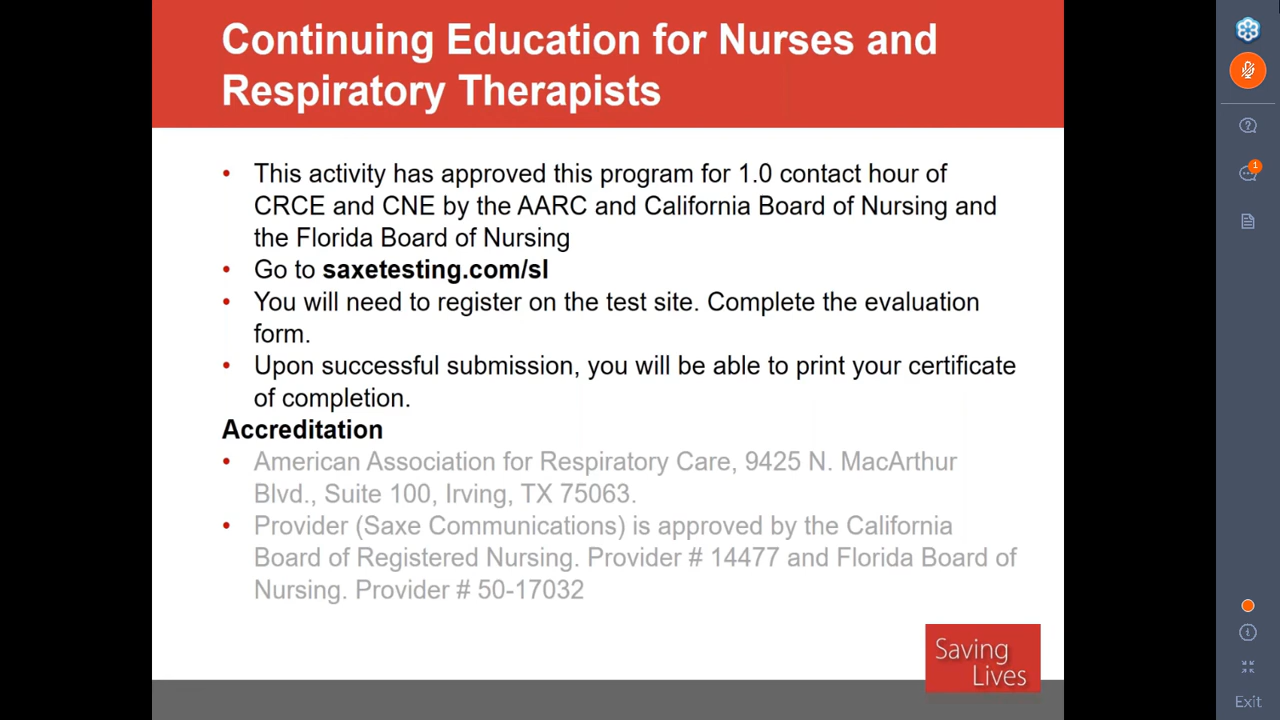 Continuing Education for Nurses and
Respiratory Therapists
• This activity has approved this program for 1.0 contact hour of
CRCE and CNE by the AARC and California Board of Nursing and
the Florida Board of Nursing
• Go to saxetesting.com/sl
• You will need to register on the test site. Complete the evaluation
form.
• Upon successful submission, you will be able to print your certificate
of completion.
Accreditation
• American Association for Respiratory Care, 9425 N. MacArthur
Blvd., Suite 100, Irving, TX 75063.
• Provider (Saxe Communications) is approved by the California
Board of Registered Nursing. Provider # 14477 and Florida Board of
Nursing. Provider # 50-17032
Saving
Lives
1
Exit